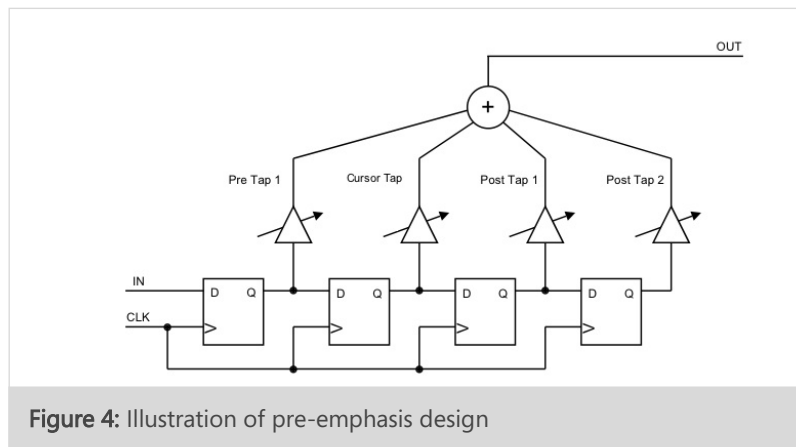 OUT
+
Pre Tap 1 Cursor Tap Post Tap 1 Post Tap 2
IN
D Q D Q D Q D Q
CLK
Figure 4: Illustration of pre-emphasis design